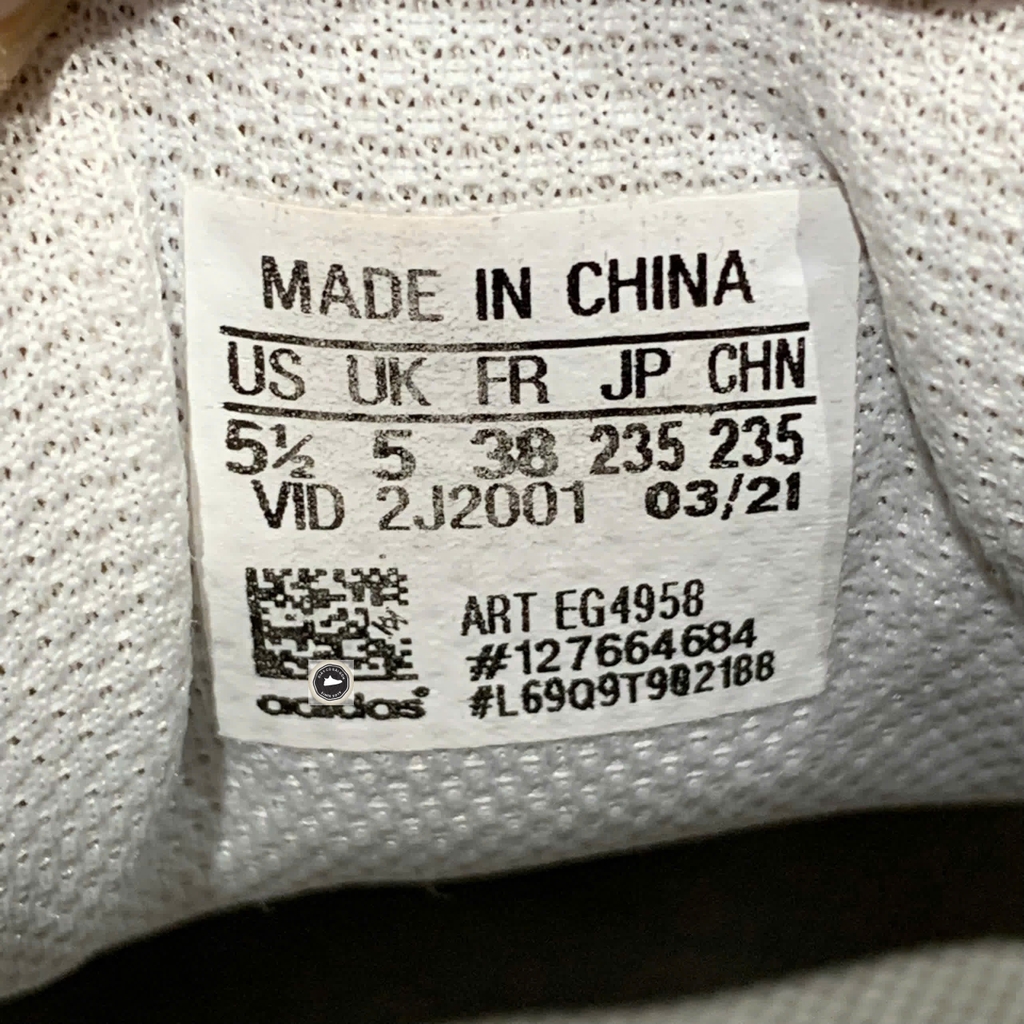 MADE IN CHINA
US UK FR JP CHN
5½ 5 38 235 235
VID 2J2001 03/21
ART EG4958
#127664684
adidas®